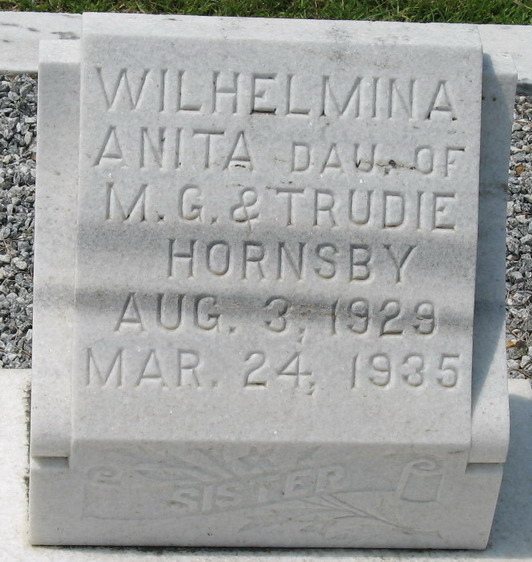 WILHELMINA
ANITA DAU. OF
M. G. & TRUDIE
HORNSBY
AUG. 3, 1929
MAR. 24, 1935
SISTER